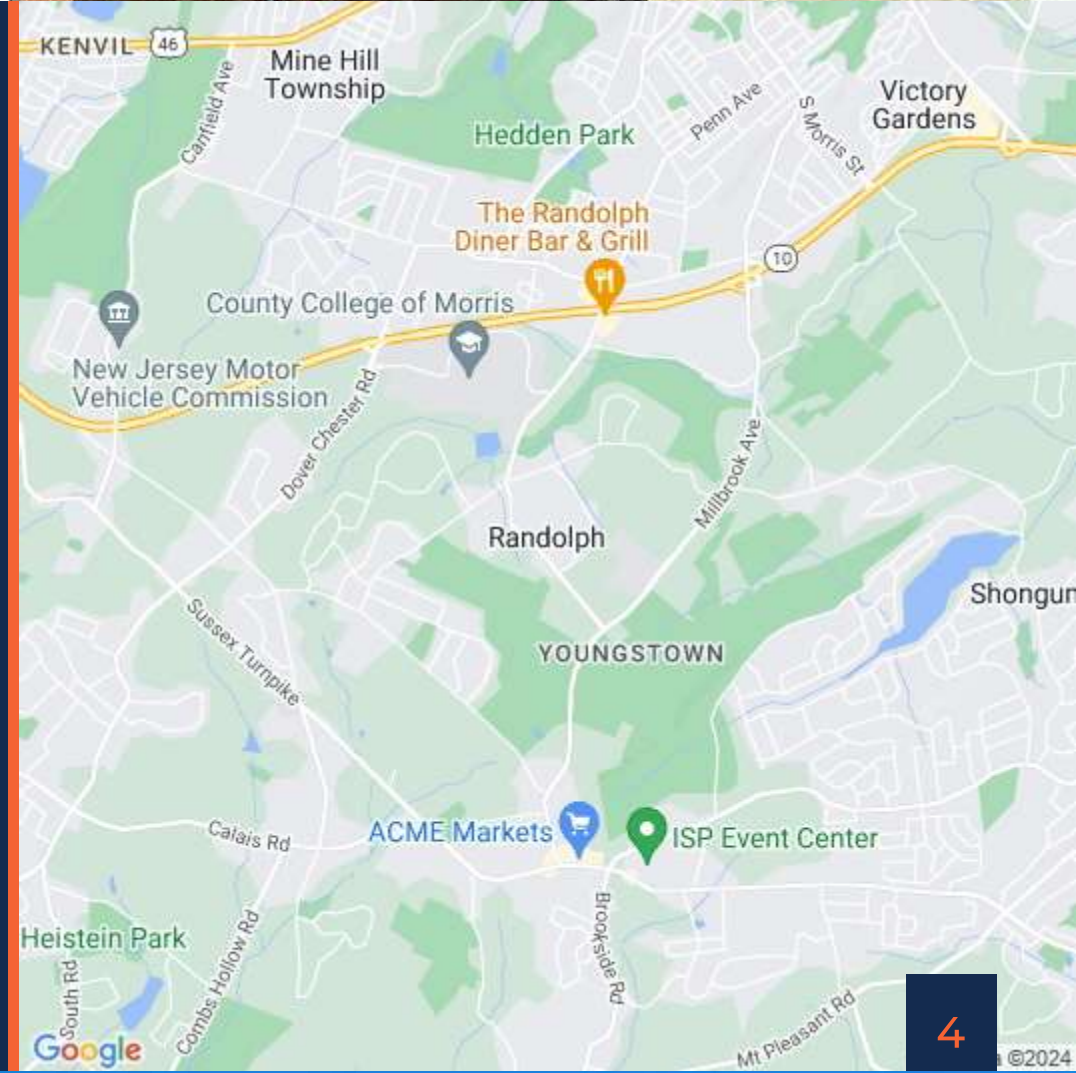 KENVIL
46
Mine Hill
Township
Canfield Ave
Hedden Park
Penn Ave
S Morris St
Victory
Gardens
The Randolph
Diner Bar & Grill
10
County College of Morris
New Jersey Motor
Vehicle Commission
Dover Chester Rd
Millbrook Ave
Randolph
Shongum
Sussex Turnpike
YOUNGSTOWN
ACME Markets
ISP Event Center
Calais Rd
Brookside Rd
Heistein Park
South Rd
Combs Hollow Rd
Mt Pleasant Rd
4
Google
a ©2024